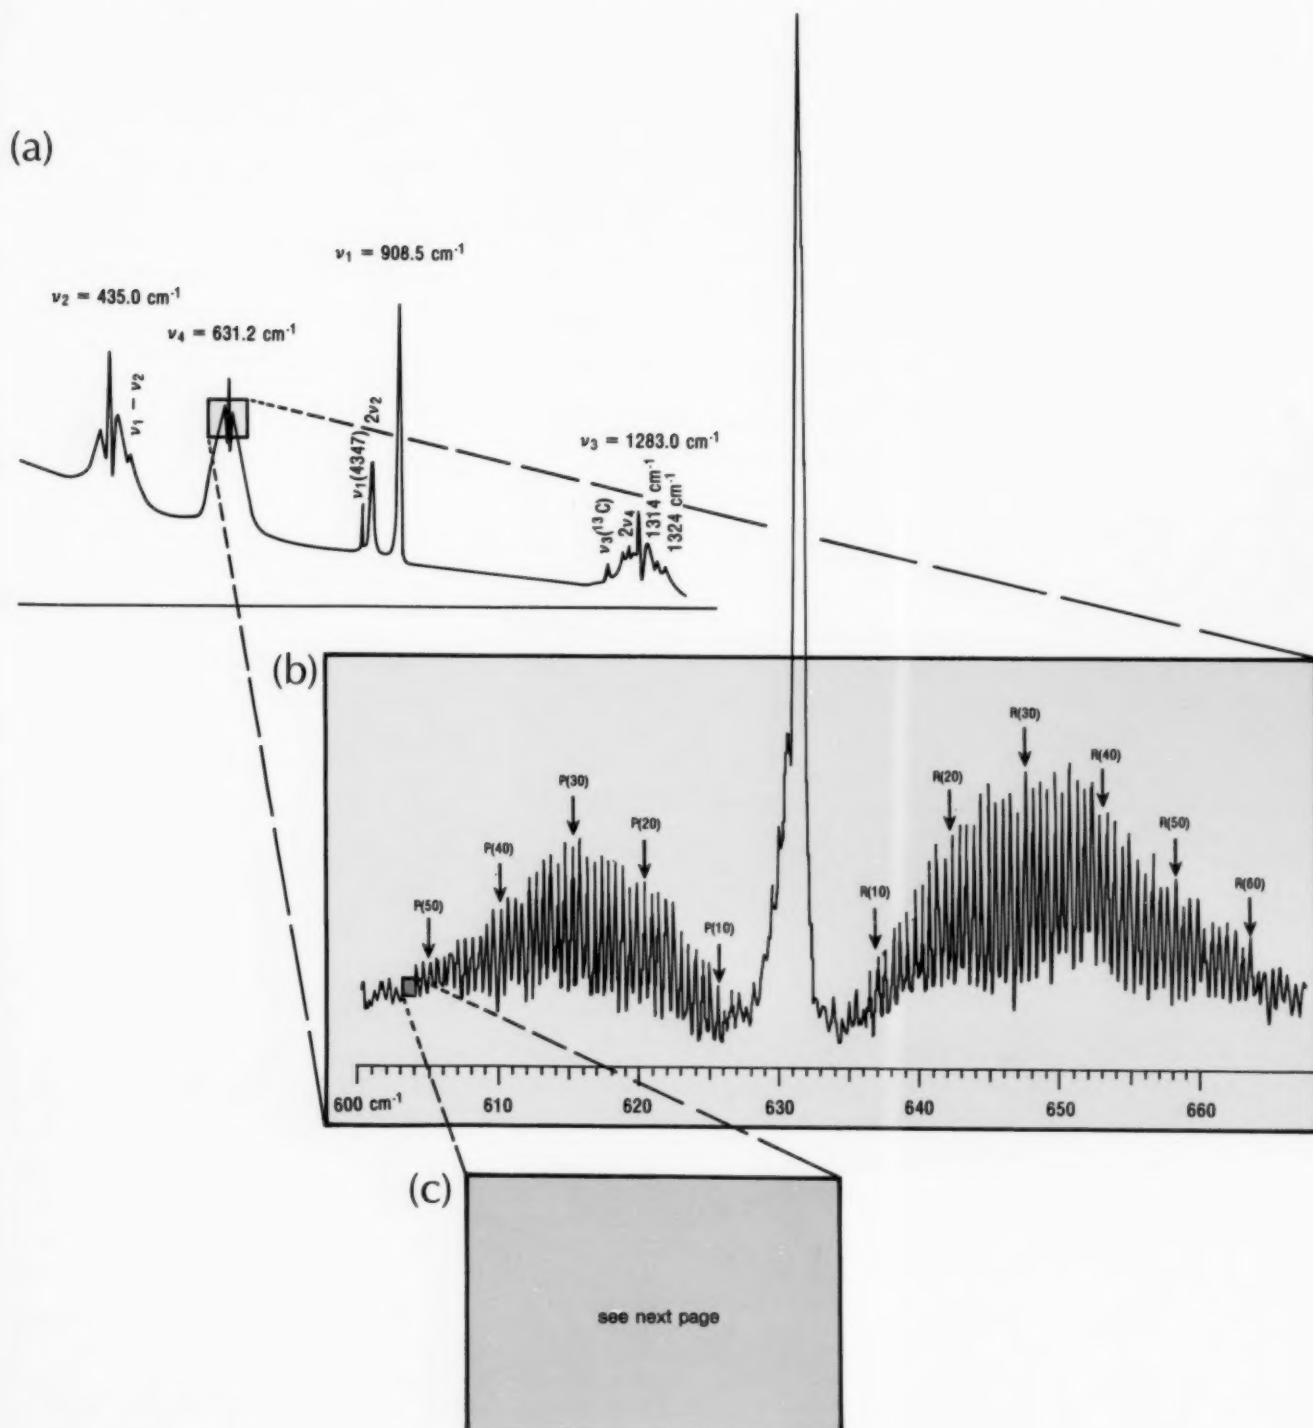 (a)
ν₁ = 908.5 cm⁻¹
ν₂ = 435.0 cm⁻¹
ν₄ = 631.2 cm⁻¹
ν₁ − ν₂
ν₁(4347)
2ν₂
ν₃ = 1283.0 cm⁻¹
ν₃(¹³C)
2ν₄
1314 cm⁻¹
1324 cm⁻¹
(b)
P(50)
P(40)
P(30)
P(20)
P(10)
R(10)
R(20)
R(30)
R(40)
R(50)
R(60)
600 cm⁻¹ 610 620 630 640 650 660
(c)
see next page